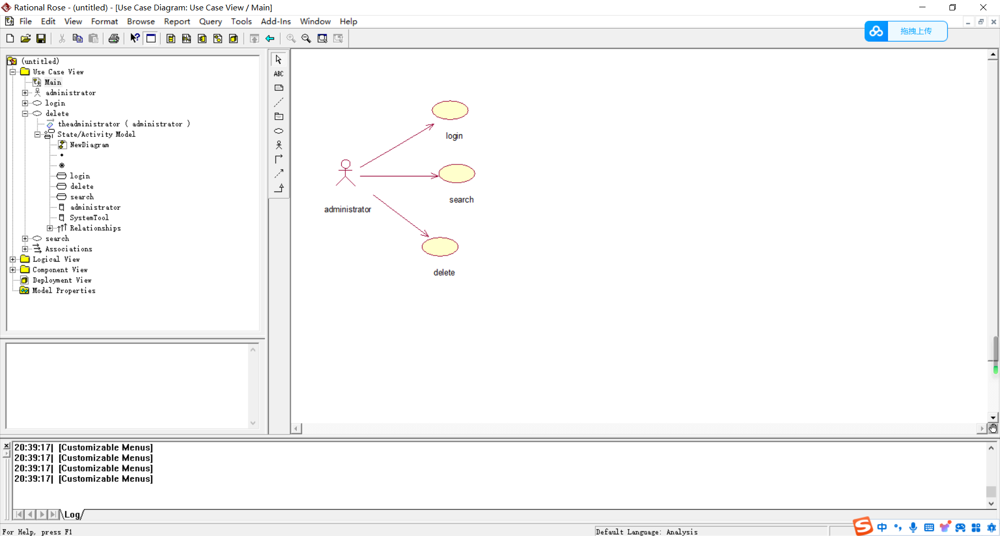 Rational Rose - (untitled) - [Use Case Diagram: Use Case View / Main]
File Edit View Format Browse Report Query Tools Add-Ins Window Help
拖拽上传
(untitled)
Use Case View
Main
administrator
login
delete
theadministrator ( administrator )
State/Activity Model
NewDiagram
login
delete
search
administrator
SystemTool
Relationships
search
Associations
Logical View
Component View
Deployment View
Model Properties
ABC
login
search
administrator
delete
20:39:17| [Customizable Menus]
20:39:17| [Customizable Menus]
20:39:17| [Customizable Menus]
20:39:17| [Customizable Menus]
Log
For Help, press F1
Default Language: Analysis
中